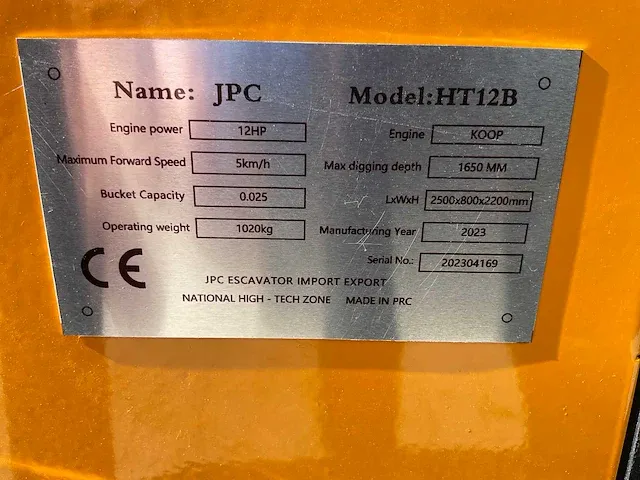 Name: JPC Model:HT12B
Engine power 12HP Engine KOOP
Maximum Forward Speed 5km/h Max digging depth 1650 MM
Bucket Capacity 0.025 LxWxH 2500x800x2200mm
Operating weight 1020kg Manufacturing Year 2023
Serial No.: 202304169
CE
JPC ESCAVATOR IMPORT EXPORT
NATIONAL HIGH - TECH ZONE MADE IN PRC